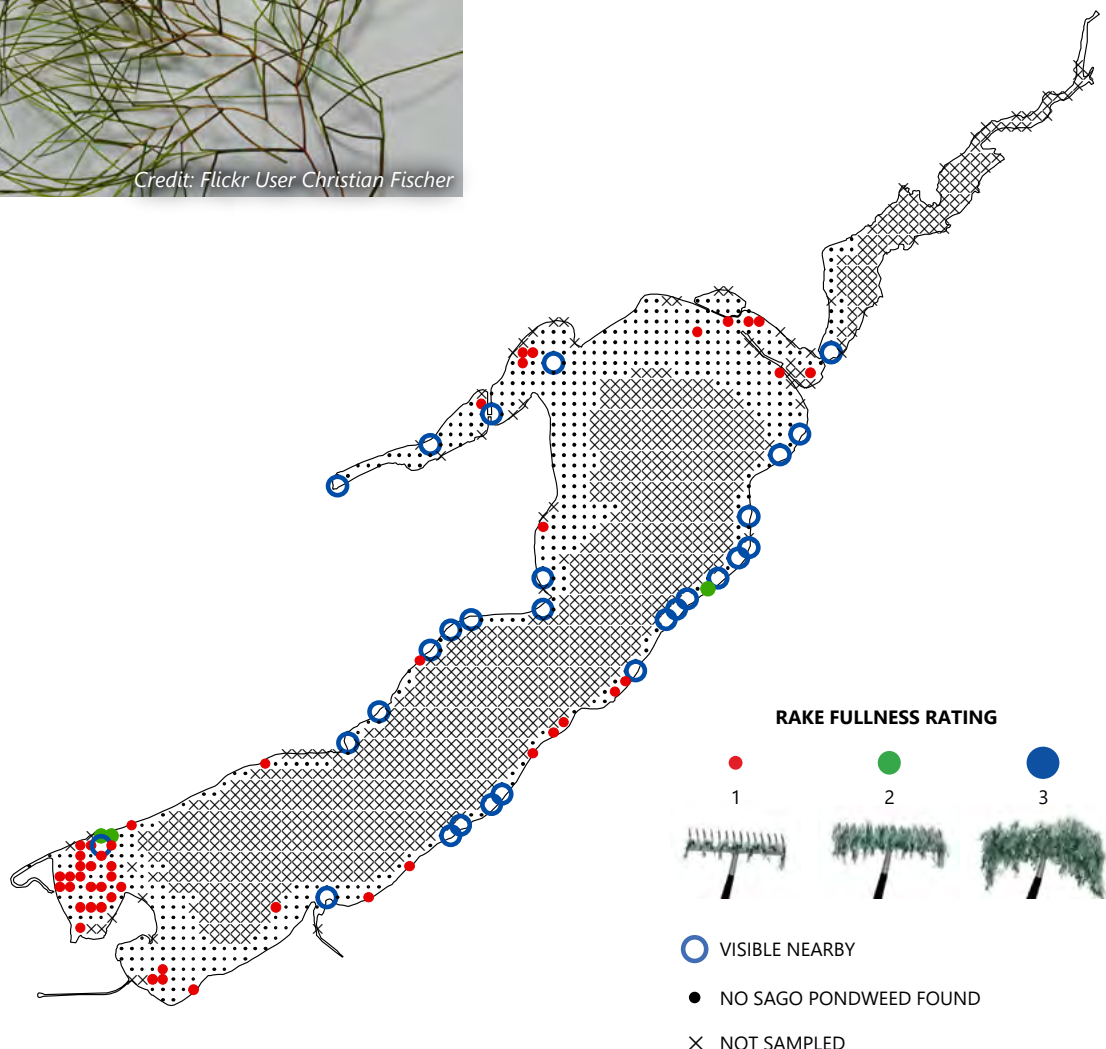 Credit: Flickr User Christian Fischer
RAKE FULLNESS RATING
1 2 3
VISIBLE NEARBY
NO SAGO PONDWEED FOUND
NOT SAMPLED